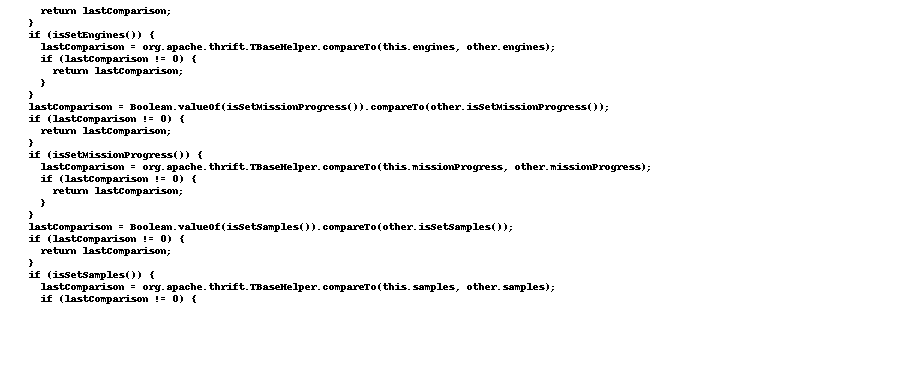 return lastComparison;
}
if (isSetEngines()) {
lastComparison = org.apache.thrift.TBaseHelper.compareTo(this.engines, other.engines);
if (lastComparison != 0) {
return lastComparison;
}
}
lastComparison = Boolean.valueOf(isSetMissionProgress()).compareTo(other.isSetMissionProgress());
if (lastComparison != 0) {
return lastComparison;
}
if (isSetMissionProgress()) {
lastComparison = org.apache.thrift.TBaseHelper.compareTo(this.missionProgress, other.missionProgress);
if (lastComparison != 0) {
return lastComparison;
}
}
lastComparison = Boolean.valueOf(isSetSamples()).compareTo(other.isSetSamples());
if (lastComparison != 0) {
return lastComparison;
}
if (isSetSamples()) {
lastComparison = org.apache.thrift.TBaseHelper.compareTo(this.samples, other.samples);
if (lastComparison != 0) {